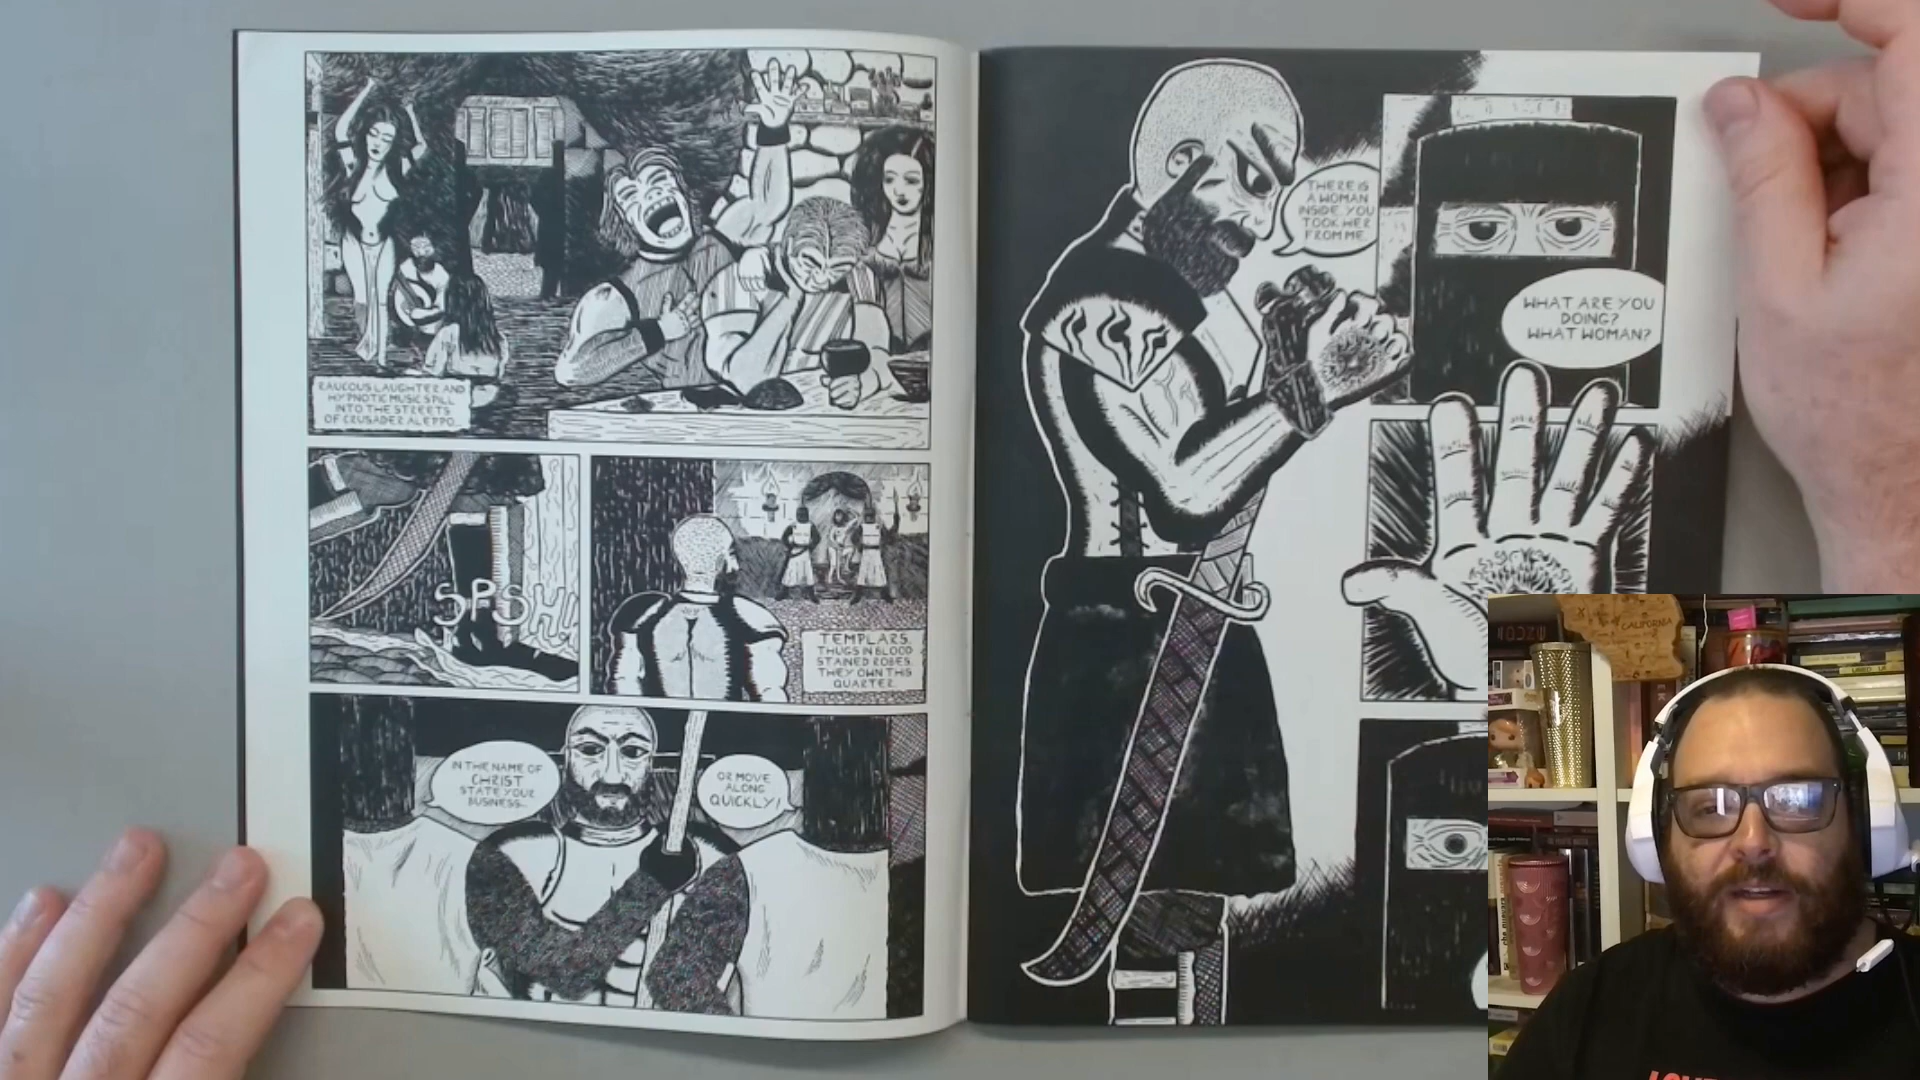 RAUCOUS LAUGHTER AND
HYPNOTIC MUSIC SPILL
INTO THE STREETS
OF CRUSADER ALEPPO...
SPSH!
TEMPLARS.
THUGS IN BLOOD
STAINED ROBES.
THEY OWN THIS
QUARTER.
IN THE NAME OF
CHRIST
STATE YOUR
BUSINESS...
OR MOVE
ALONG
QUICKLY!
THERE IS
A WOMAN
INSIDE. YOU
TOOK HER
FROM ME.
WHAT ARE YOU
DOING?
WHAT WOMAN?
CALIFORNIA